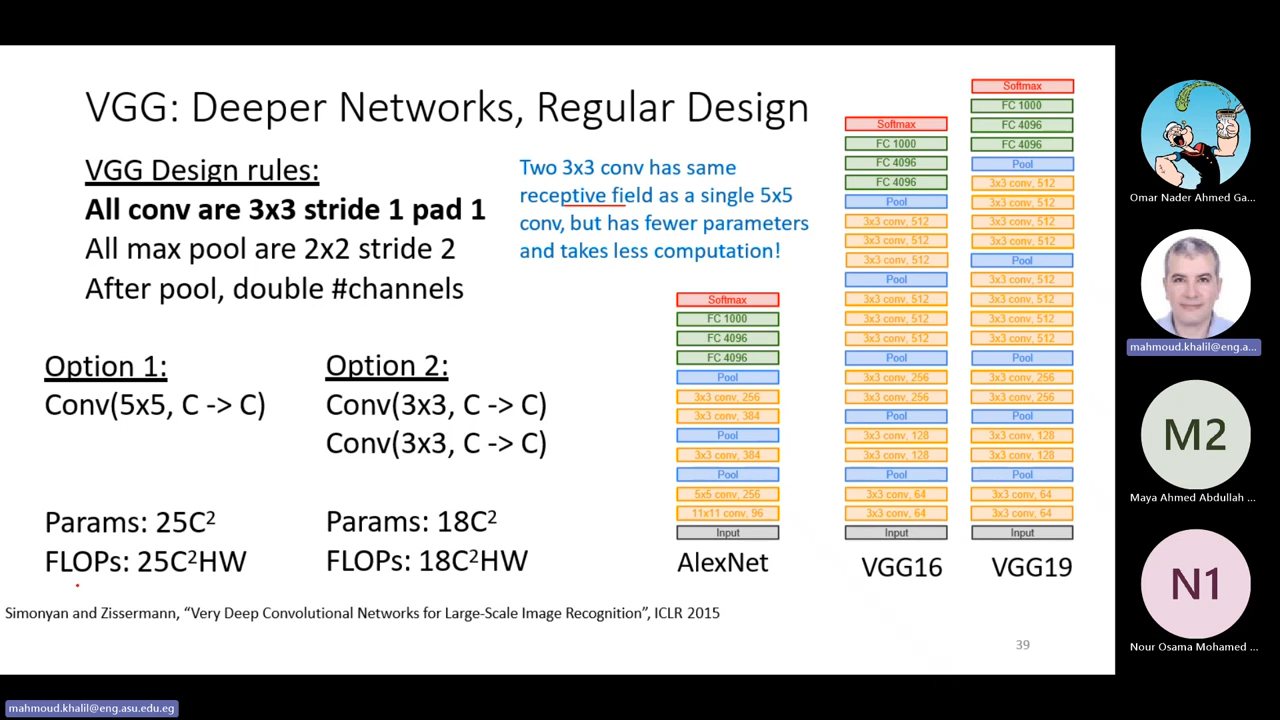 VGG: Deeper Networks, Regular Design
VGG Design rules:
All conv are 3x3 stride 1 pad 1
All max pool are 2x2 stride 2
After pool, double #channels
Two 3x3 conv has same
receptive field as a single 5x5
conv, but has fewer parameters
and takes less computation!
Option 1:
Conv(5x5, C -> C)
Params: 25C²
FLOPs: 25C²HW
Option 2:
Conv(3x3, C -> C)
Conv(3x3, C -> C)
Params: 18C²
FLOPs: 18C²HW
Softmax
FC 1000
FC 4096
FC 4096
Pool
3x3 conv, 256
3x3 conv, 384
Pool
3x3 conv, 384
Pool
5x5 conv, 256
11x11 conv, 96
Input
AlexNet
Softmax
FC 1000
FC 4096
FC 4096
Pool
3x3 conv, 512
3x3 conv, 512
3x3 conv, 512
Pool
3x3 conv, 512
3x3 conv, 512
3x3 conv, 512
Pool
3x3 conv, 256
3x3 conv, 256
Pool
3x3 conv, 128
3x3 conv, 128
Pool
3x3 conv, 64
3x3 conv, 64
Input
VGG16
Softmax
FC 1000
FC 4096
FC 4096
Pool
3x3 conv, 512
3x3 conv, 512
3x3 conv, 512
3x3 conv, 512
Pool
3x3 conv, 512
3x3 conv, 512
3x3 conv, 512
3x3 conv, 512
Pool
3x3 conv, 256
3x3 conv, 256
Pool
3x3 conv, 128
3x3 conv, 128
Pool
3x3 conv, 64
3x3 conv, 64
Input
VGG19
Simonyan and Zissermann, “Very Deep Convolutional Networks for Large-Scale Image Recognition”, ICLR 2015
39
Omar Nader Ahmed Ga...
mahmoud.khalil@eng.a...
M2
Maya Ahmed Abdullah ...
N1
Nour Osama Mohamed ...
mahmoud.khalil@eng.asu.edu.eg